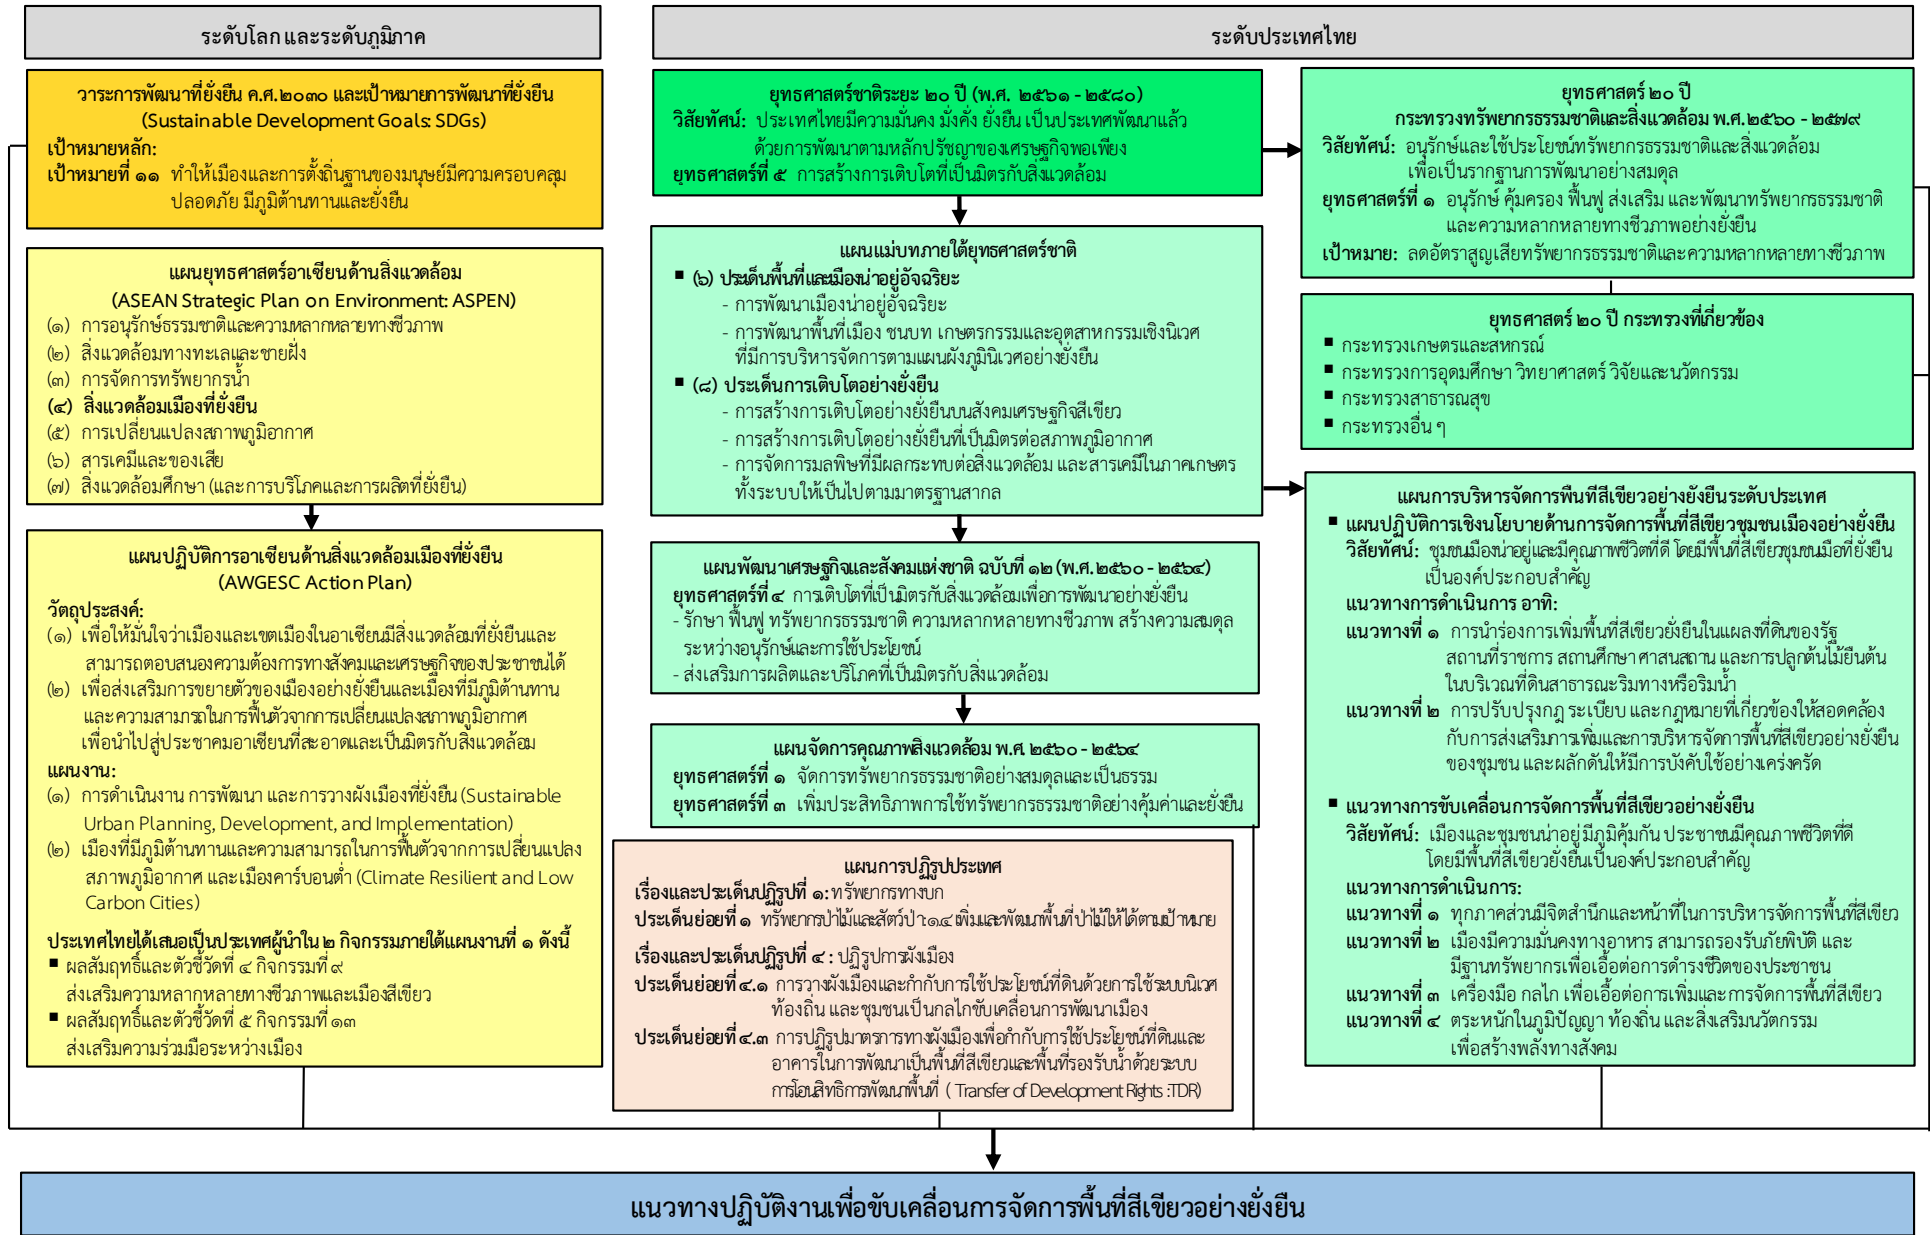 ระดับโลก และระดับภูมิภาค
วาระการพัฒนาที่ยั่งยืน ค.ศ.๒๐๓๐ และเป้าหมายการพัฒนาที่ยั่งยืน
(Sustainable Development Goals: SDGs)
เป้าหมายหลัก:
เป้าหมายที่ ๑๑ ทำให้เมืองและการตั้งถิ่นฐานของมนุษย์มีความครอบคลุม
ปลอดภัย มีภูมิต้านทานและยั่งยืน
แผนยุทธศาสตร์อาเซียนด้านสิ่งแวดล้อม
(ASEAN Strategic Plan on Environment: ASPEN)
(๑) การอนุรักษ์ธรรมชาติและความหลากหลายทางชีวภาพ
(๒) สิ่งแวดล้อมทางทะเลและชายฝั่ง
(๓) การจัดการทรัพยากรน้ำ
(๔) สิ่งแวดล้อมเมืองที่ยั่งยืน
(๕) การเปลี่ยนแปลงสภาพภูมิอากาศ
(๖) สารเคมีและของเสีย
(๗) สิ่งแวดล้อมศึกษา (และการบริโภคและการผลิตที่ยั่งยืน)
แผนปฏิบัติการอาเซียนด้านสิ่งแวดล้อมเมืองที่ยั่งยืน
(AWGESC Action Plan)
วัตถุประสงค์:
(๑) เพื่อให้มั่นใจว่าเมืองและเขตเมืองในอาเซียนมีสิ่งแวดล้อมที่ยั่งยืนและ
สามารถตอบสนองความต้องการทางสังคมและเศรษฐกิจของประชาชนได้
(๒) เพื่อส่งเสริมการขยายตัวของเมืองอย่างยั่งยืนและเมืองที่มีภูมิต้านทาน
และความสามารถในการฟื้นตัวจากการเปลี่ยนแปลงสภาพภูมิอากาศ
เพื่อนำไปสู่ประชาคมอาเซียนที่สะอาดและเป็นมิตรกับสิ่งแวดล้อม
แผนงาน:
(๑) การดำเนินงาน การพัฒนา และการวางผังเมืองที่ยั่งยืน (Sustainable
Urban Planning, Development, and Implementation)
(๒) เมืองที่มีภูมิต้านทานและความสามารถในการฟื้นตัวจากการเปลี่ยนแปลง
สภาพภูมิอากาศ และเมืองคาร์บอนต่ำ (Climate Resilient and Low
Carbon Cities)
ประเทศไทยได้เสนอเป็นประเทศผู้นำใน ๒ กิจกรรมภายใต้แผนงานที่ ๑ ดังนี้
▪ ผลสัมฤทธิ์และตัวชี้วัดที่ ๔ กิจกรรมที่ ๙
ส่งเสริมความหลากหลายทางชีวภาพและเมืองสีเขียว
▪ ผลสัมฤทธิ์และตัวชี้วัดที่ ๕ กิจกรรมที่ ๑๓
ส่งเสริมความร่วมมือระหว่างเมือง
ระดับประเทศไทย
ยุทธศาสตร์ชาติระยะ ๒๐ ปี (พ.ศ. ๒๕๖๑ - ๒๕๘๐)
วิสัยทัศน์: ประเทศไทยมีความมั่นคง มั่งคั่ง ยั่งยืน เป็นประเทศพัฒนาแล้ว
ด้วยการพัฒนาตามหลักปรัชญาของเศรษฐกิจพอเพียง
ยุทธศาสตร์ที่ ๕ การสร้างการเติบโตที่เป็นมิตรกับสิ่งแวดล้อม
แผนแม่บทภายใต้ยุทธศาสตร์ชาติ
▪ (๖) ประเด็นพื้นที่และเมืองน่าอยู่อัจฉริยะ
- การพัฒนาเมืองน่าอยู่อัจฉริยะ
- การพัฒนาพื้นที่เมือง ชนบท เกษตรกรรมและอุตสาหกรรมเชิงนิเวศ
ที่มีการบริหารจัดการตามแผนผังภูมินิเวศอย่างยั่งยืน
▪ (๘) ประเด็นการเติบโตอย่างยั่งยืน
- การสร้างการเติบโตอย่างยั่งยืนบนสังคมเศรษฐกิจสีเขียว
- การสร้างการเติบโตอย่างยั่งยืนที่เป็นมิตรต่อสภาพภูมิอากาศ
- การจัดการมลพิษที่มีผลกระทบต่อสิ่งแวดล้อม และสารเคมีในภาคเกษตร
ทั้งระบบให้เป็นไปตามมาตรฐานสากล
แผนพัฒนาเศรษฐกิจและสังคมแห่งชาติ ฉบับที่ ๑๒ (พ.ศ. ๒๕๖๐ - ๒๕๖๔)
ยุทธศาสตร์ที่ ๔ การเติบโตที่เป็นมิตรกับสิ่งแวดล้อมเพื่อการพัฒนาอย่างยั่งยืน
- รักษา ฟื้นฟู ทรัพยากรธรรมชาติ ความหลากหลายทางชีวภาพ สร้างความสมดุล
ระหว่างอนุรักษ์และการใช้ประโยชน์
- ส่งเสริมการผลิตและบริโภคที่เป็นมิตรกับสิ่งแวดล้อม
แผนจัดการคุณภาพสิ่งแวดล้อม พ.ศ. ๒๕๖๐ - ๒๕๖๔
ยุทธศาสตร์ที่ ๑ จัดการทรัพยากรธรรมชาติอย่างสมดุลและเป็นธรรม
ยุทธศาสตร์ที่ ๓ เพิ่มประสิทธิภาพการใช้ทรัพยากรธรรมชาติอย่างคุ้มค่าและยั่งยืน
แผนการปฏิรูปประเทศ
เรื่องและประเด็นปฏิรูปที่ ๑: ทรัพยากรทางบก
ประเด็นย่อยที่ ๑ ทรัพยากรป่าไม้และสัตว์ป่า:๑.๔ เพิ่มและพัฒนาพื้นที่ป่าไม้ให้ได้ตามเป้าหมาย
เรื่องและประเด็นปฏิรูปที่ ๔ : ปฏิรูปการผังเมือง
ประเด็นย่อยที่ ๔.๑ การวางผังเมืองและกำกับการใช้ประโยชน์ที่ดินด้วยการใช้ระบบนิเวศ
ท้องถิ่น และชุมชนเป็นกลไกขับเคลื่อนการพัฒนาเมือง
ประเด็นย่อยที่ ๔.๓ การปฏิรูปมาตรการทางผังเมืองเพื่อกำกับการใช้ประโยชน์ที่ดินและ
อาคารในการพัฒนาเป็นพื้นที่สีเขียวและพื้นที่รองรับน้ำด้วยระบบ
การโอนสิทธิการพัฒนาพื้นที่ ( Transfer of Development Rights :TDR)
ยุทธศาสตร์ ๒๐ ปี
กระทรวงทรัพยากรธรรมชาติและสิ่งแวดล้อม พ.ศ.๒๕๖๐ - ๒๕๗๙
วิสัยทัศน์: อนุรักษ์และใช้ประโยชน์ทรัพยากรธรรมชาติและสิ่งแวดล้อม
เพื่อเป็นรากฐานการพัฒนาอย่างสมดุล
ยุทธศาสตร์ที่ ๑ อนุรักษ์ คุ้มครอง ฟื้นฟู ส่งเสริม และพัฒนาทรัพยากรธรรมชาติ
และความหลากหลายทางชีวภาพอย่างยั่งยืน
เป้าหมาย: ลดอัตราสูญเสียทรัพยากรธรรมชาติและความหลากหลายทางชีวภาพ
ยุทธศาสตร์ ๒๐ ปี กระทรวงที่เกี่ยวข้อง
▪ กระทรวงเกษตรและสหกรณ์
▪ กระทรวงการอุดมศึกษา วิทยาศาสตร์ วิจัยและนวัตกรรม
▪ กระทรวงสาธารณสุข
▪ กระทรวงอื่น ๆ
แผนการบริหารจัดการพื้นที่สีเขียวอย่างยั่งยืนระดับประเทศ
▪ แผนปฏิบัติการเชิงนโยบายด้านการจัดการพื้นที่สีเขียวชุมชนเมืองอย่างยั่งยืน
วิสัยทัศน์: ชุมชนเมืองน่าอยู่และมีคุณภาพชีวิตที่ดี โดยมีพื้นที่สีเขียวชุมชนมือที่ยั่งยืน
เป็นองค์ประกอบสำคัญ
แนวทางการดำเนินการ อาทิ:
แนวทางที่ ๑ การนำร่องการเพิ่มพื้นที่สีเขียวยั่งยืนในแผลงที่ดินของรัฐ
สถานที่ราชการ สถานศึกษา ศาสนสถาน และการปลูกต้นไม้ยืนต้น
ในบริเวณที่ดินสาธารณะริมทางหรือริมน้ำ
แนวทางที่ ๒ การปรับปรุงกฎ ระเบียบ และกฎหมายที่เกี่ยวข้องให้สอดคล้อง
กับการส่งเสริมการเพิ่มและการบริหารจัดการพื้นที่สีเขียวอย่างยั่งยืน
ของชุมชน และผลักดันให้มีการบังคับใช้อย่างเคร่งครัด
▪ แนวทางการขับเคลื่อนการจัดการพื้นที่สีเขียวอย่างยั่งยืน
วิสัยทัศน์: เมืองและชุมชนน่าอยู่มีภูมิคุ้มกัน ประชาชนมีคุณภาพชีวิตที่ดี
โดยมีพื้นที่สีเขียวยั่งยืนเป็นองค์ประกอบสำคัญ
แนวทางการดำเนินการ:
แนวทางที่ ๑ ทุกภาคส่วนมีจิตสำนึกและหน้าที่ในการบริหารจัดการพื้นที่สีเขียว
แนวทางที่ ๒ เมืองมีความมั่นคงทางอาหาร สามารถรองรับภัยพิบัติ และ
มีฐานทรัพยากรเพื่อเอื้อต่อการดำรงชีวิตของประชาชน
แนวทางที่ ๓ เครื่องมือ กลไก เพื่อเอื้อต่อการเพิ่มและการจัดการพื้นที่สีเขียว
แนวทางที่ ๔ ตระหนักในภูมิปัญญา ท้องถิ่น และสิ่งเสริมนวัตกรรม
เพื่อสร้างพลังทางสังคม
แนวทางปฏิบัติงานเพื่อขับเคลื่อนการจัดการพื้นที่สีเขียวอย่างยั่งยืน